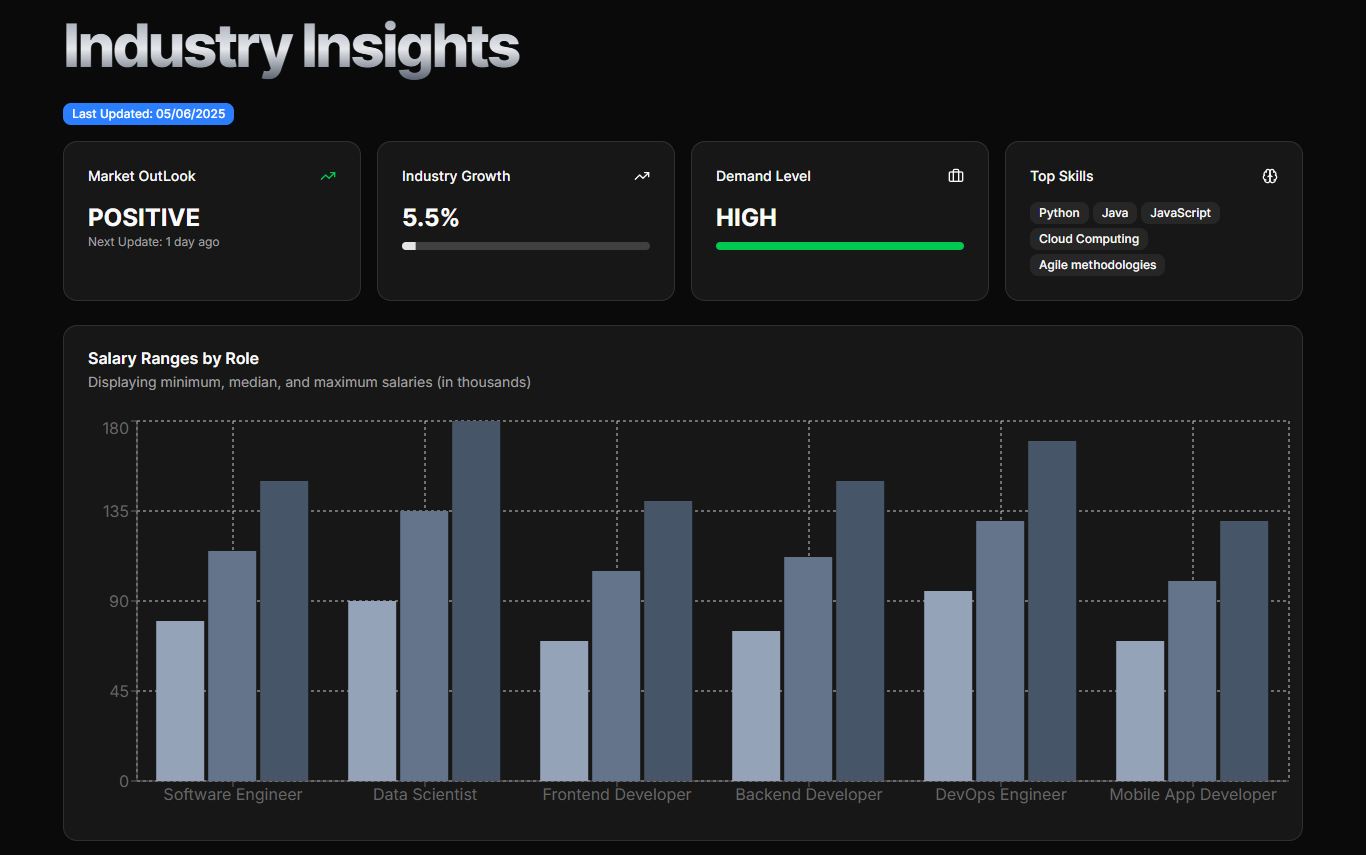 Industry Insights
Last Updated: 05/06/2025
Market OutLook
POSITIVE
Next Update: 1 day ago
Industry Growth
5.5%
Demand Level
HIGH
Top Skills
Python Java JavaScript
Cloud Computing
Agile methodologies
Salary Ranges by Role
Displaying minimum, median, and maximum salaries (in thousands)
180
135
90
45
0
Software Engineer Data Scientist Frontend Developer Backend Developer DevOps Engineer Mobile App Developer